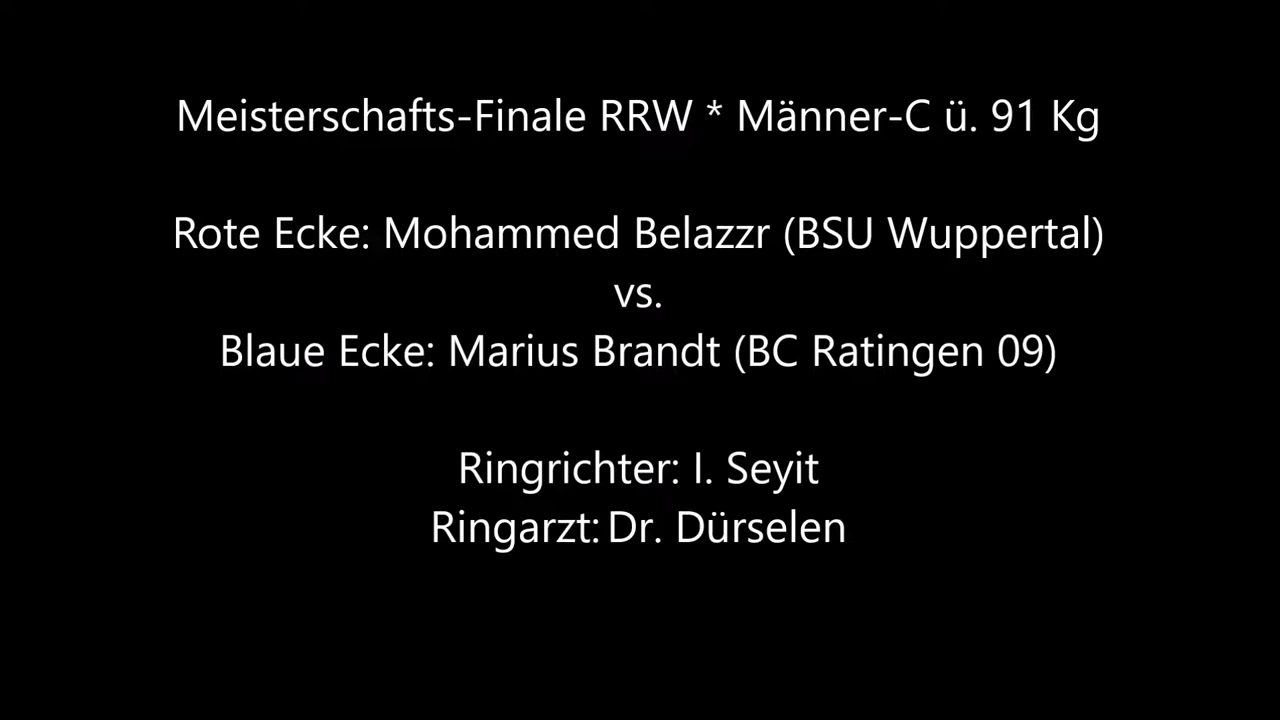 Meisterschafts-Finale RRW * Männer-C ü. 91 Kg
Rote Ecke: Mohammed Belazzr (BSU Wuppertal)
vs.
Blaue Ecke: Marius Brandt (BC Ratingen 09)
Ringrichter: I. Seyit
Ringarzt: Dr. Dürselen